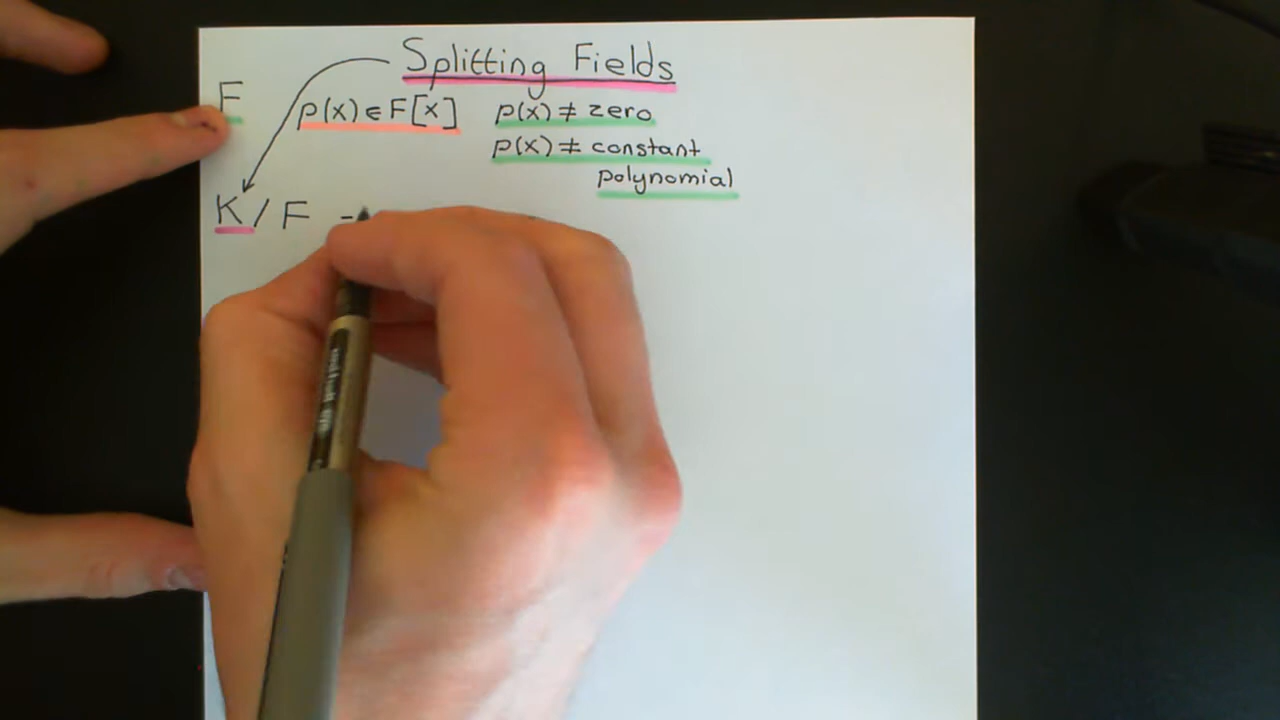 Splitting Fields
F
p(x) ∈ F[x] p(x) ≠ zero
p(x) ≠ constant
polynomial
K / F -